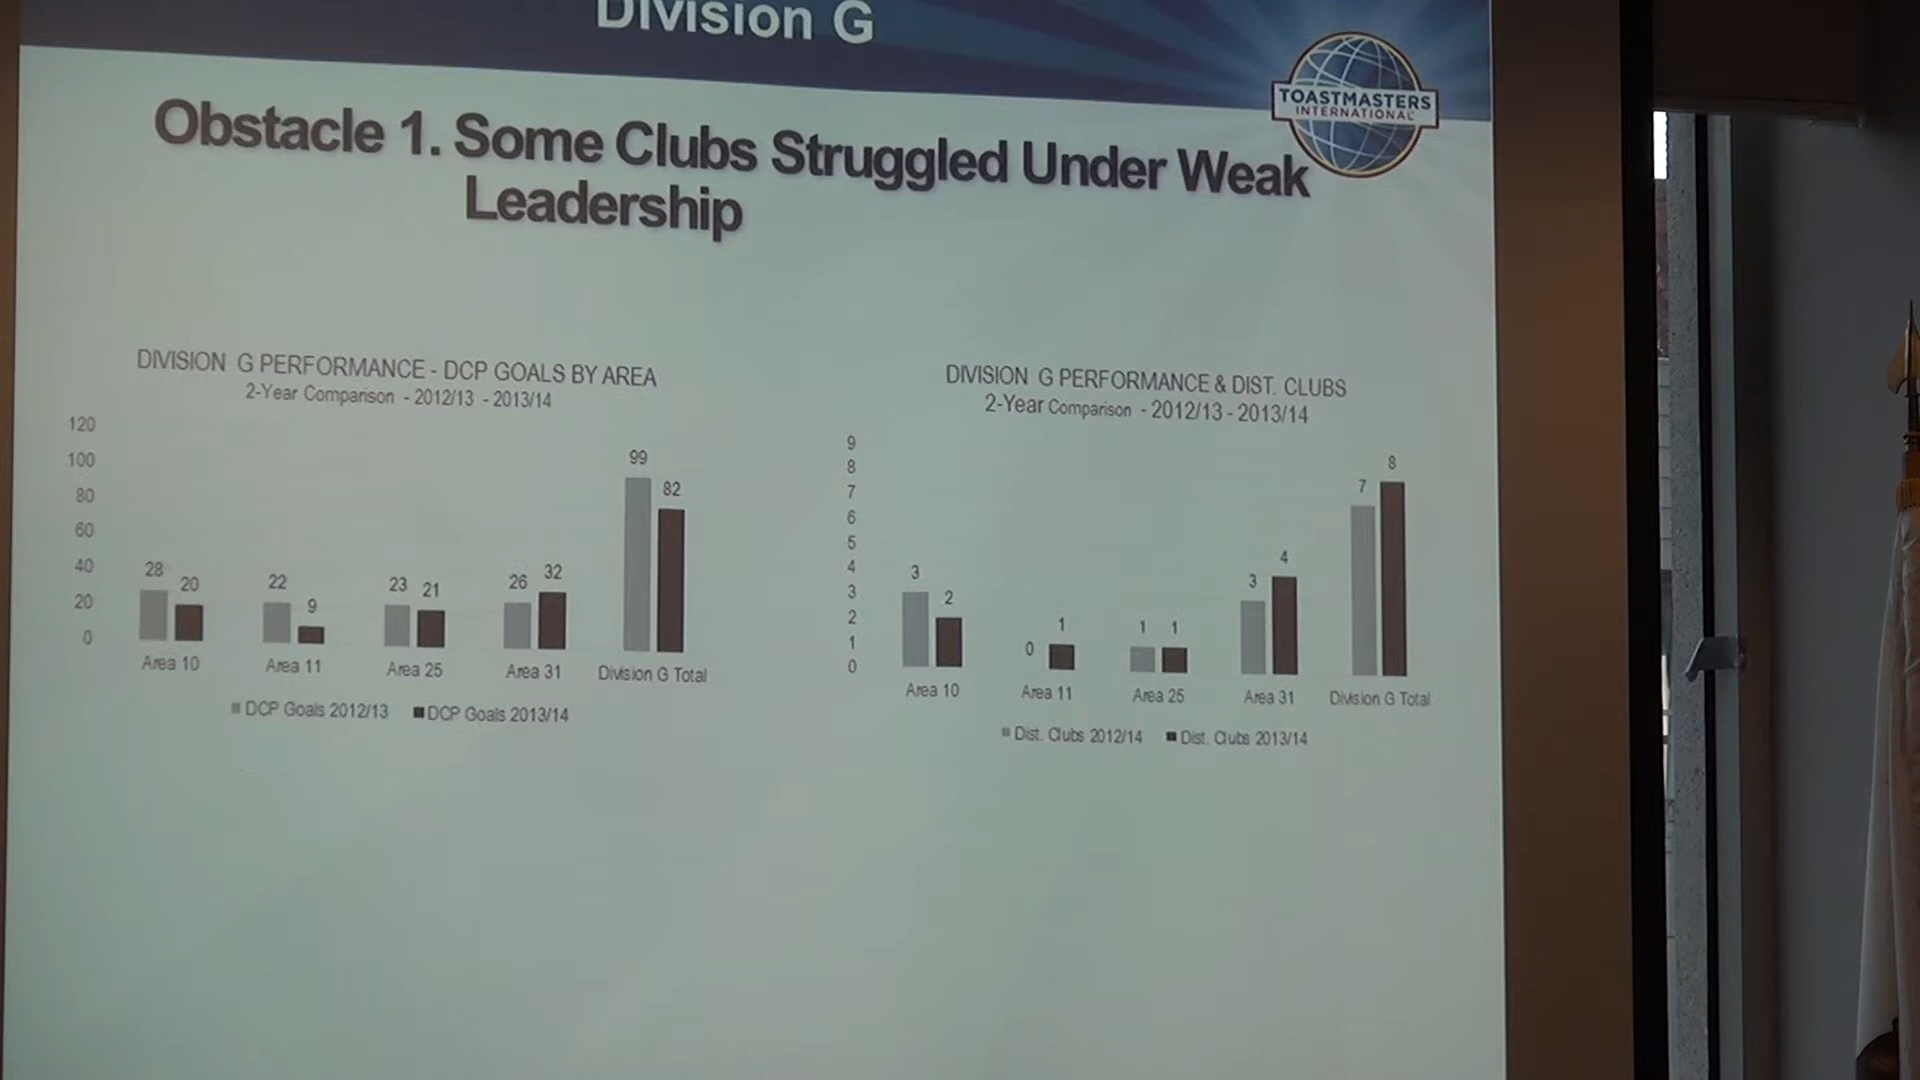 Division G
TOASTMASTERS
INTERNATIONAL
Obstacle 1. Some Clubs Struggled Under Weak
Leadership
DIVISION G PERFORMANCE - DCP GOALS BY AREA
2-Year Comparison - 2012/13 - 2013/14
120
100
80
60
40
20
0
28
20
22
9
23
21
26
32
99
82
Area 10
Area 11
Area 25
Area 31
Division G Total
DCP Goals 2012/13
DCP Goals 2013/14
DIVISION G PERFORMANCE & DIST. CLUBS
2-Year Comparison - 2012/13 - 2013/14
9
8
7
6
5
4
3
2
1
0
3
2
0
1
1
1
3
4
7
8
Area 10
Area 11
Area 25
Area 31
Division G Total
Dist. Clubs 2012/14
Dist. Clubs 2013/14